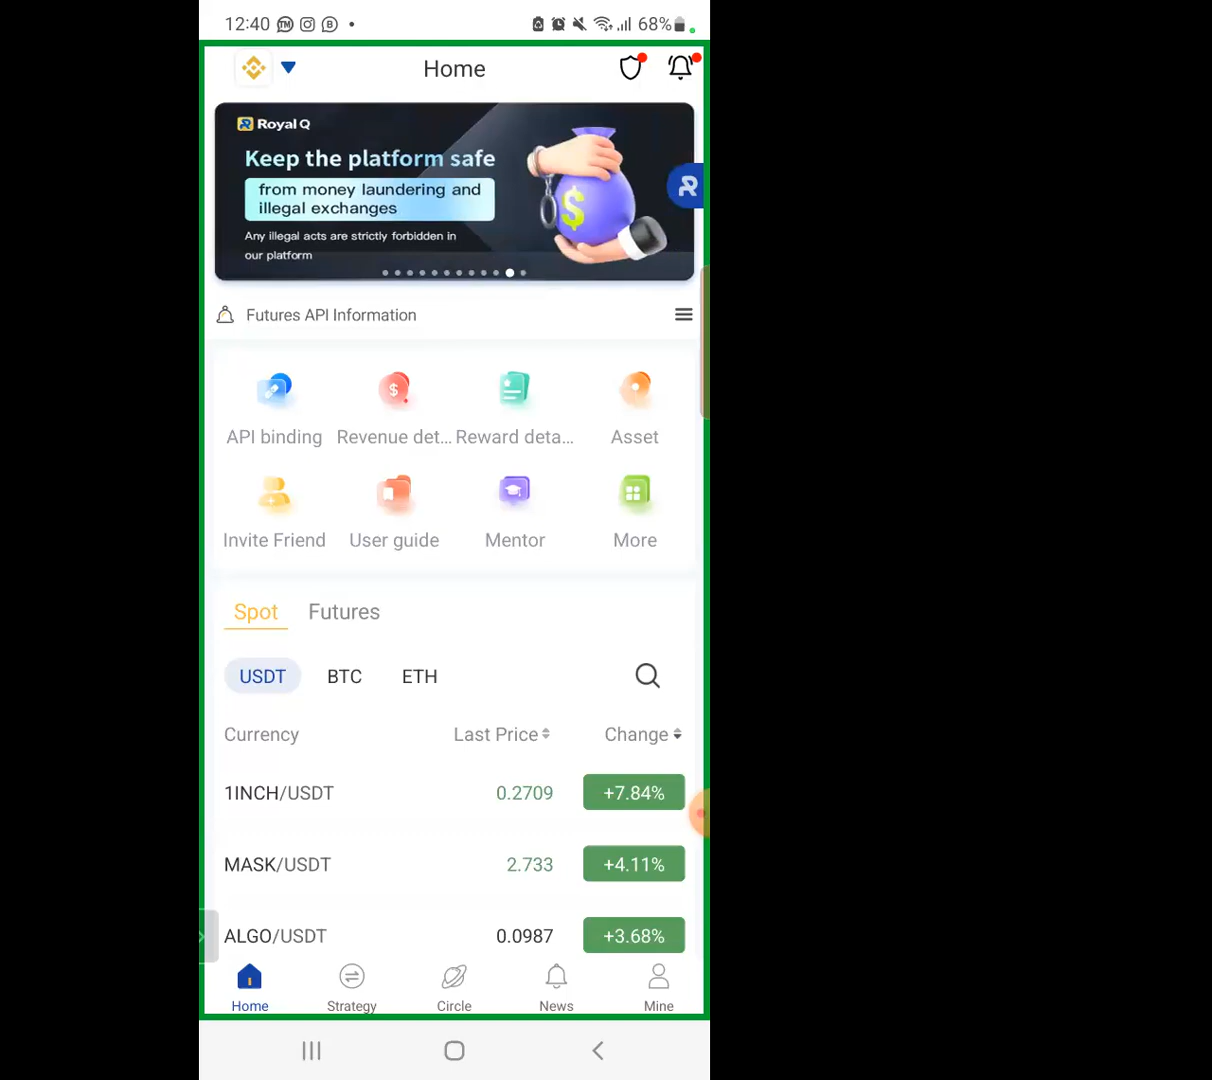 12:40 68%
Home
Royal Q
Keep the platform safe
from money laundering and
illegal exchanges
Any illegal acts are strictly forbidden in
our platform
Futures API Information
API binding Revenue det... Reward deta... Asset
Invite Friend User guide Mentor More
Spot Futures
USDT BTC ETH
Currency Last Price Change
1INCH/USDT 0.2709 +7.84%
MASK/USDT 2.733 +4.11%
ALGO/USDT 0.0987 +3.68%
Home Strategy Circle News Mine